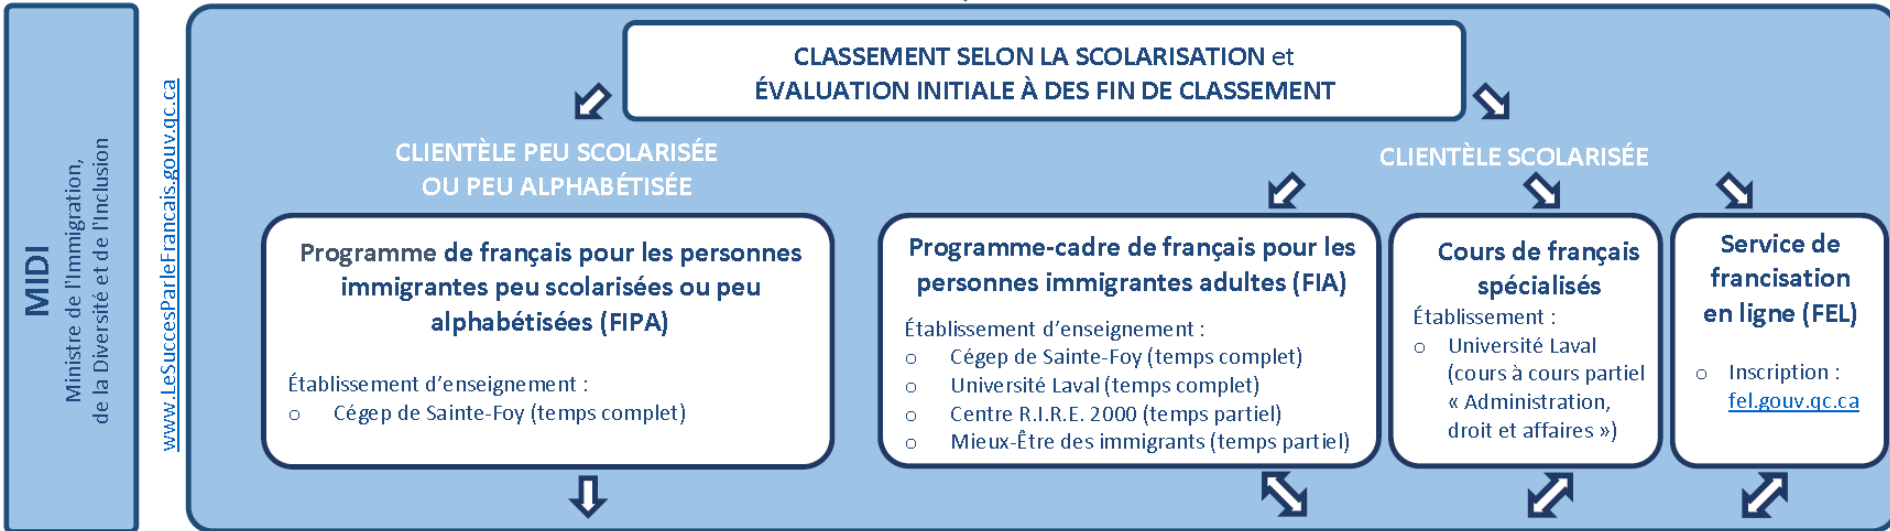 MIDI
Ministre de l'Immigration,
de la Diversité et de l'Inclusion
www.LeSuccesParleFrancais.gouv.qc.ca
CLASSEMENT SELON LA SCOLARISATION et
ÉVALUATION INITIALE À DES FIN DE CLASSEMENT
CLIENTÈLE PEU SCOLARISÉE
OU PEU ALPHABÉTISÉE
CLIENTÈLE SCOLARISÉE
Programme de français pour les personnes
immigrantes peu scolarisées ou peu
alphabétisées (FIPA)
Établissement d'enseignement :
o Cégep de Sainte-Foy (temps complet)
Programme-cadre de français pour les
personnes immigrantes adultes (FIA)
Établissement d'enseignement :
o Cégep de Sainte-Foy (temps complet)
o Université Laval (temps complet)
o Centre R.I.R.E. 2000 (temps partiel)
o Mieux-Être des immigrants (temps partiel)
Cours de français
spécialisés
Établissement :
o Université Laval
(cours à cours partiel
« Administration,
droit et affaires »)
Service de
francisation
en ligne (FEL)
o Inscription :
fel.gouv.qc.ca